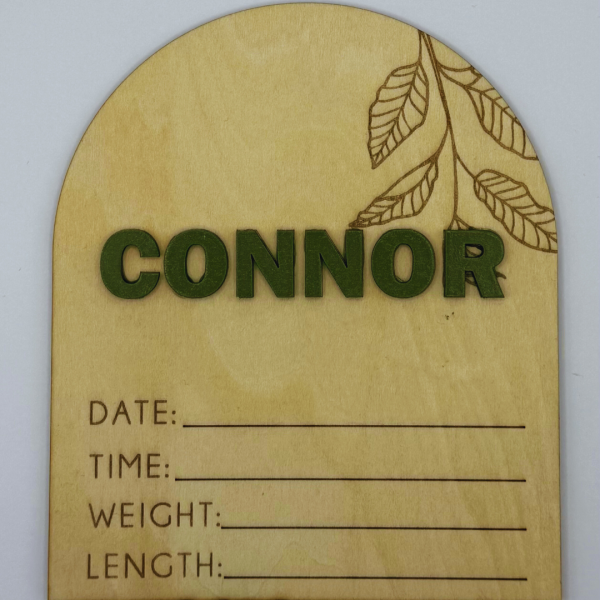 CONNOR
DATE:
TIME:
WEIGHT:
LENGTH: